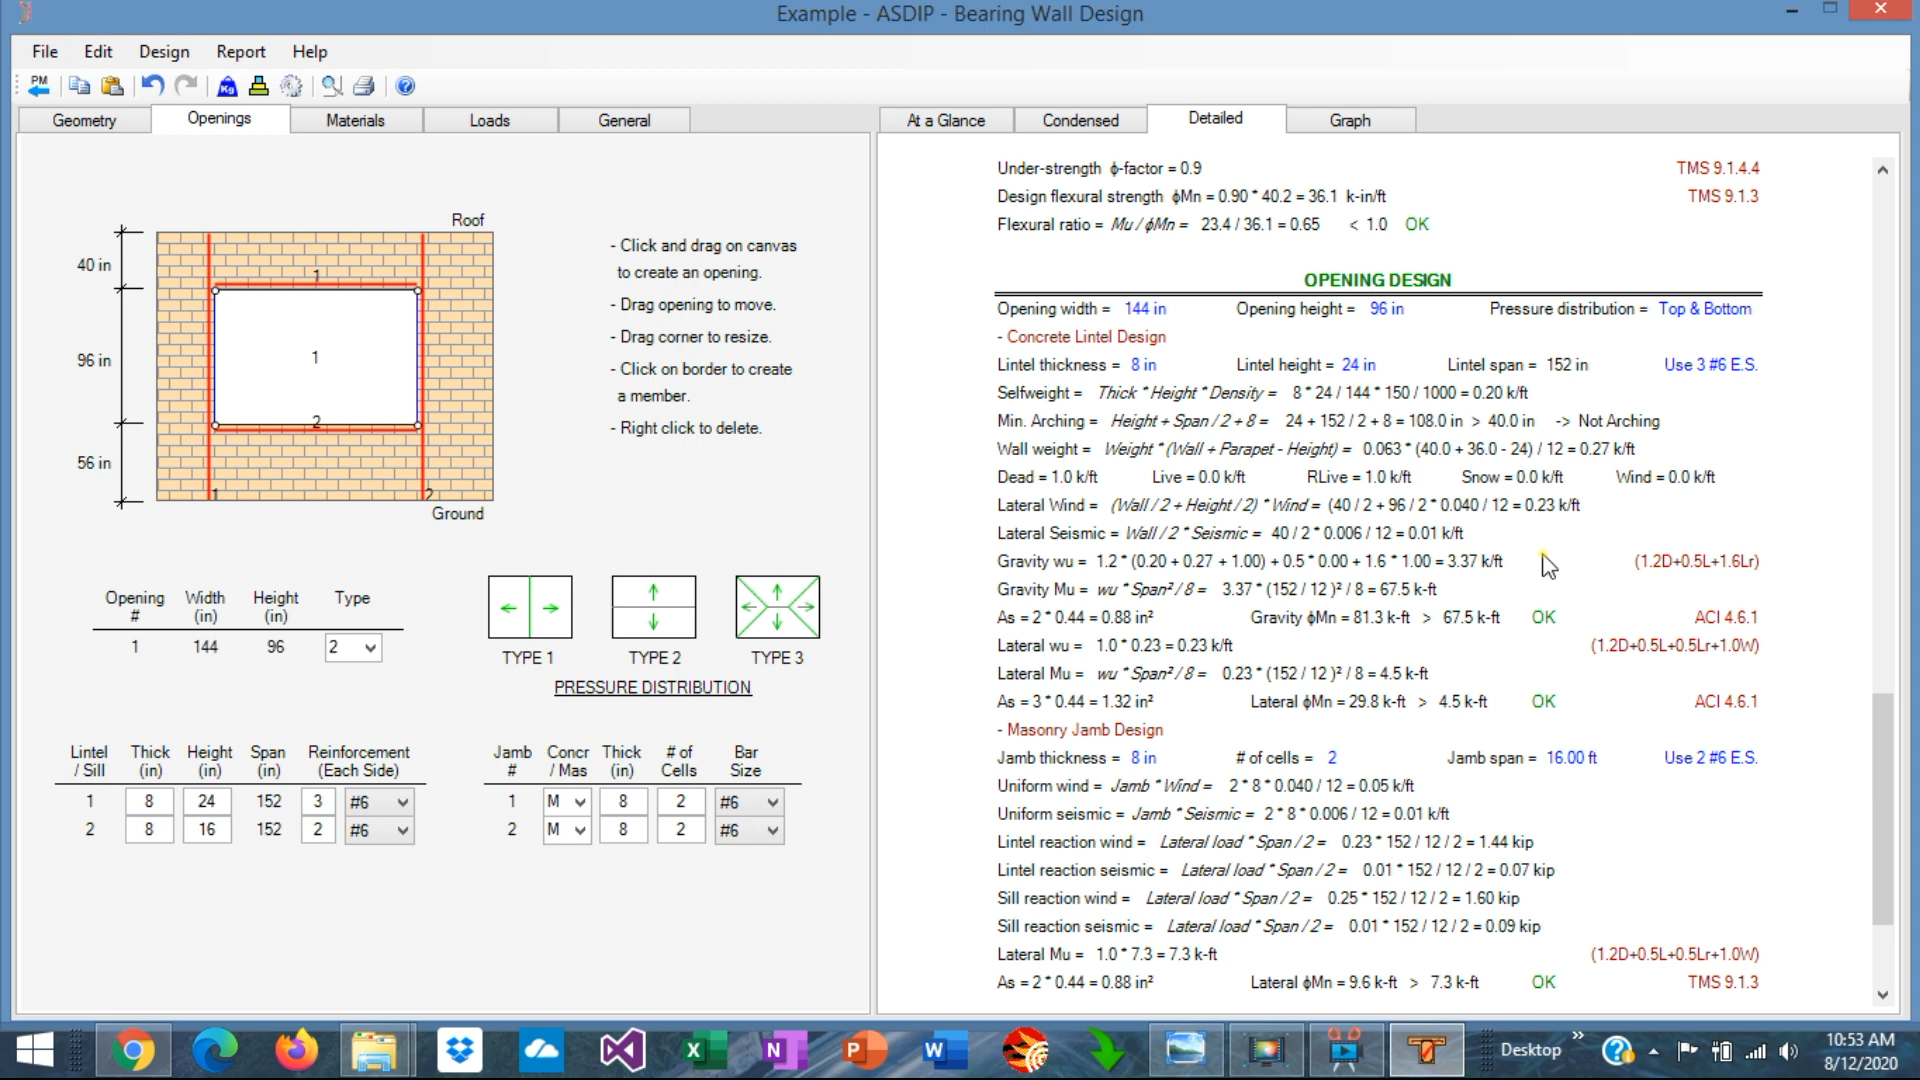 Example - ASDIP - Bearing Wall Design
File Edit Design Report Help
PM Kg
Geometry Openings Materials Loads General
At a Glance Condensed Detailed Graph
Roof
40 in
96 in
56 in
1
1
2
1 2
Ground
- Click and drag on canvas
to create an opening.
- Drag opening to move.
- Drag corner to resize.
- Click on border to create
a member.
- Right click to delete.
Opening Width Height Type
# (in) (in)
1 144 96 2
TYPE 1 TYPE 2 TYPE 3
PRESSURE DISTRIBUTION
Lintel Thick Height Span Reinforcement
/ Sill (in) (in) (in) (Each Side)
1 8 24 152 3 #6
2 8 16 152 2 #6
Jamb Concr Thick # of Bar
# / Mas (in) Cells Size
1 M 8 2 #6
2 M 8 2 #6
Under-strength ϕ-factor = 0.9 TMS 9.1.4.4
Design flexural strength ϕMn = 0.90 * 40.2 = 36.1 k-in/ft TMS 9.1.3
Flexural ratio = Mu / ϕMn = 23.4 / 36.1 = 0.65 < 1.0 OK
OPENING DESIGN
Opening width = 144 in Opening height = 96 in Pressure distribution = Top & Bottom
- Concrete Lintel Design
Lintel thickness = 8 in Lintel height = 24 in Lintel span = 152 in Use 3 #6 E.S.
Selfweight = Thick * Height * Density = 8 * 24 / 144 * 150 / 1000 = 0.20 k/ft
Min. Arching = Height + Span / 2 + 8 = 24 + 152 / 2 + 8 = 108.0 in > 40.0 in -> Not Arching
Wall weight = Weight * (Wall + Parapet - Height) = 0.063 * (40.0 + 36.0 - 24) / 12 = 0.27 k/ft
Dead = 1.0 k/ft Live = 0.0 k/ft RLive = 1.0 k/ft Snow = 0.0 k/ft Wind = 0.0 k/ft
Lateral Wind = (Wall / 2 + Height / 2) * Wind = (40 / 2 + 96 / 2 * 0.040 / 12 = 0.23 k/ft
Lateral Seismic = Wall / 2 * Seismic = 40 / 2 * 0.006 / 12 = 0.01 k/ft
Gravity wu = 1.2 * (0.20 + 0.27 + 1.00) + 0.5 * 0.00 + 1.6 * 1.00 = 3.37 k/ft (1.2D+0.5L+1.6Lr)
Gravity Mu = wu * Span² / 8 = 3.37 * (152 / 12 )² / 8 = 67.5 k-ft
As = 2 * 0.44 = 0.88 in² Gravity ϕMn = 81.3 k-ft > 67.5 k-ft OK ACI 4.6.1
Lateral wu = 1.0 * 0.23 = 0.23 k/ft (1.2D+0.5L+0.5Lr+1.0W)
Lateral Mu = wu * Span² / 8 = 0.23 * (152 / 12 )² / 8 = 4.5 k-ft
As = 3 * 0.44 = 1.32 in² Lateral ϕMn = 29.8 k-ft > 4.5 k-ft OK ACI 4.6.1
- Masonry Jamb Design
Jamb thickness = 8 in # of cells = 2 Jamb span = 16.00 ft Use 2 #6 E.S.
Uniform wind = Jamb * Wind = 2 * 8 * 0.040 / 12 = 0.05 k/ft
Uniform seismic = Jamb * Seismic = 2 * 8 * 0.006 / 12 = 0.01 k/ft
Lintel reaction wind = Lateral load * Span / 2 = 0.23 * 152 / 12 / 2 = 1.44 kip
Lintel reaction seismic = Lateral load * Span / 2 = 0.01 * 152 / 12 / 2 = 0.07 kip
Sill reaction wind = Lateral load * Span / 2 = 0.25 * 152 / 12 / 2 = 1.60 kip
Sill reaction seismic = Lateral load * Span / 2 = 0.01 * 152 / 12 / 2 = 0.09 kip
Lateral Mu = 1.0 * 7.3 = 7.3 k-ft (1.2D+0.5L+0.5Lr+1.0W)
As = 2 * 0.44 = 0.88 in² Lateral ϕMn = 9.6 k-ft > 7.3 k-ft OK TMS 9.1.3
Desktop
10:53 AM
8/12/2020